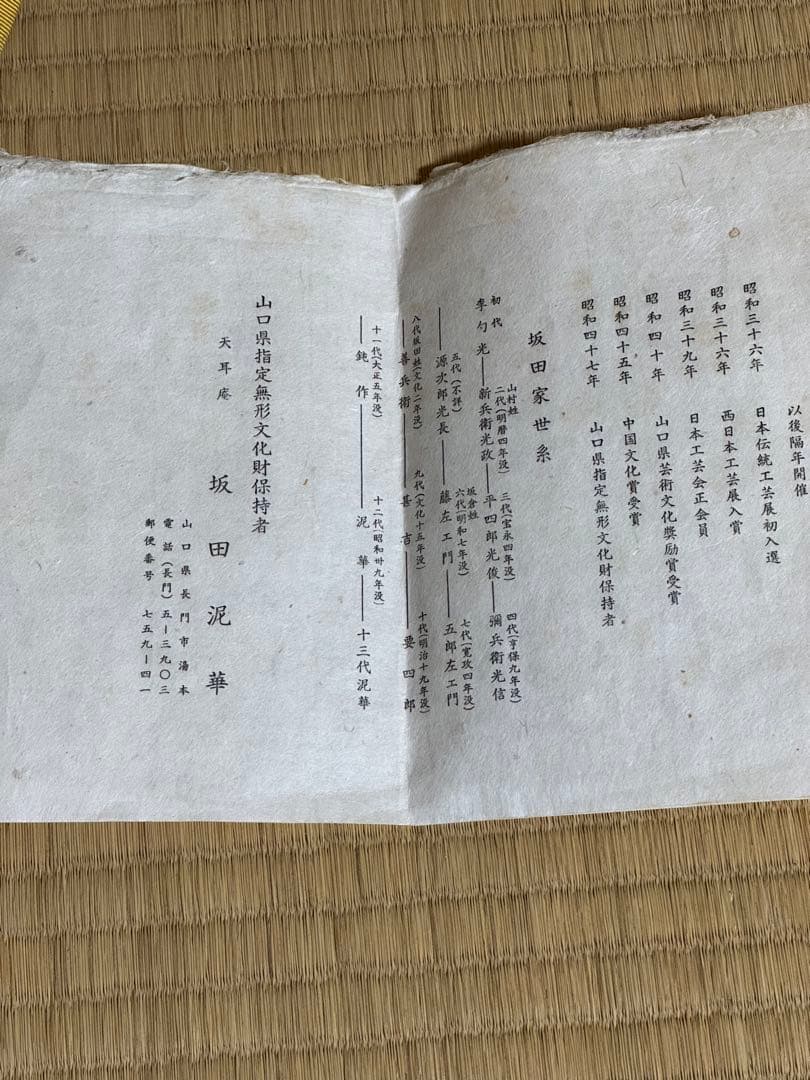 以後隔年開催
昭和三十六年 日本伝統工芸展初入選
昭和三十六年 西日本工芸展入賞
昭和三十九年 日本工芸会正会員
昭和四十年 山口県芸術文化奨励賞受賞
昭和四十五年 中国文化賞受賞
昭和四十七年 山口県指定無形文化財保持者
坂田家世系
初代 山村姓 二代(明暦四年没) 三代(宝永四年没) 四代(享保九年没)
李勺光―新兵衛光政―平四郎光俊―彌兵衛光信
五代(不詳) 坂倉姓 六代(明和七年没) 七代(寛政四年没)
―源次郎光長―藤左エ門―五郎左エ門
八代坂田姓(文化二年没) 九代(文化十五年没) 十代(明治十九年没)
―善兵衛―甚吉―要四郎
十一代(大正五年没) 十二代(昭和卅九年没)
―鈍作―泥華―十三代泥華
山口県指定無形文化財保持者
天耳庵 坂田泥華
山口県長門市湯本
電話(長門)五―三九〇三
郵便番号 七五九―四一